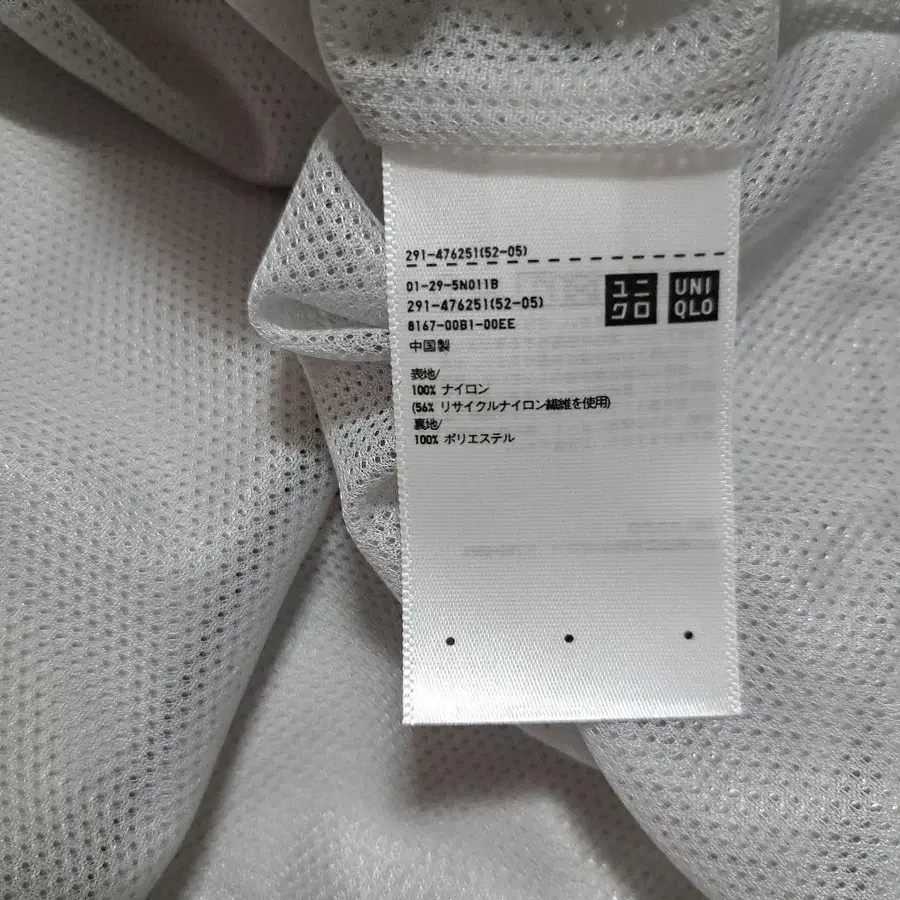 291-476251(52-05)
01-29-5N011B
291-476251(52-05)
8167-00B1-00EE
中国製
ユニ
クロ
UNI
QLO
表地/
100% ナイロン
(56% リサイクルナイロン繊維を使用)
裏地/
100% ポリエステル